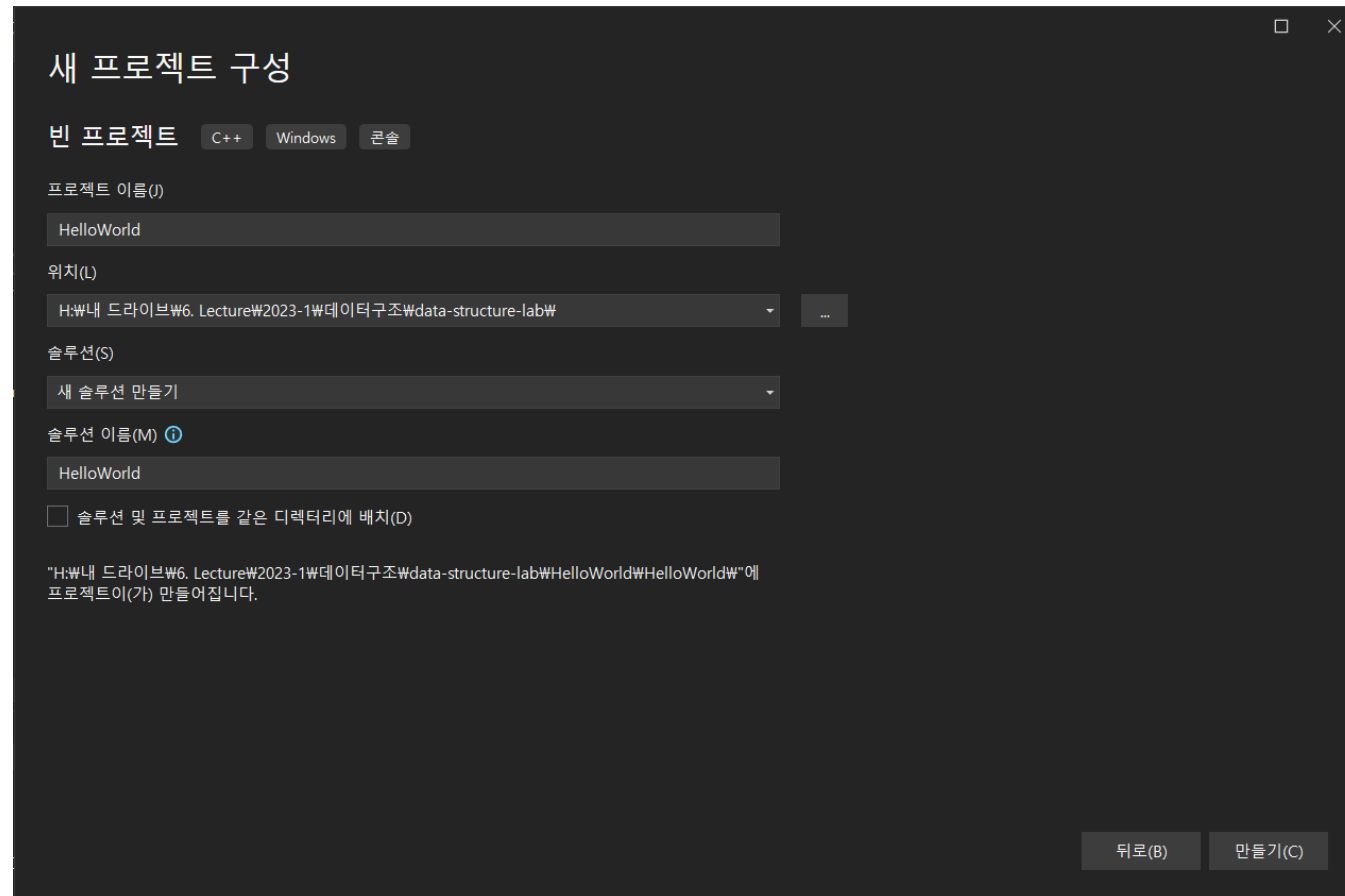 새 프로젝트 구성
빈 프로젝트 C++ Windows 콘솔
프로젝트 이름(J)
HelloWorld
위치(L)
H:₩내 드라이브₩6. Lecture₩2023-1₩데이터구조₩data-structure-lab₩
...
솔루션(S)
새 솔루션 만들기
솔루션 이름(M)
HelloWorld
솔루션 및 프로젝트를 같은 디렉터리에 배치(D)
"H:₩내 드라이브₩6. Lecture₩2023-1₩데이터구조₩data-structure-lab₩HelloWorld₩HelloWorld₩"에
프로젝트이(가) 만들어집니다.
뒤로(B) 만들기(C)